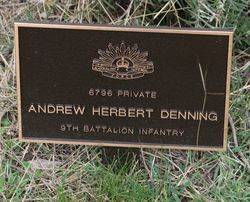 6796 PRIVATE
ANDREW HERBERT DENNING
9TH BATTALION INFANTRY